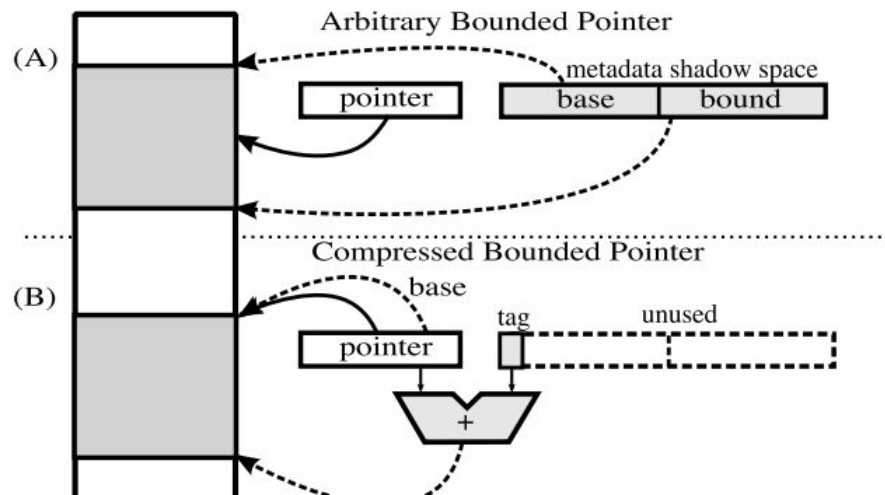 Arbitrary Bounded Pointer
(A)
metadata shadow space
pointer
base
bound
Compressed Bounded Pointer
(B)
base
tag
unused
pointer
+